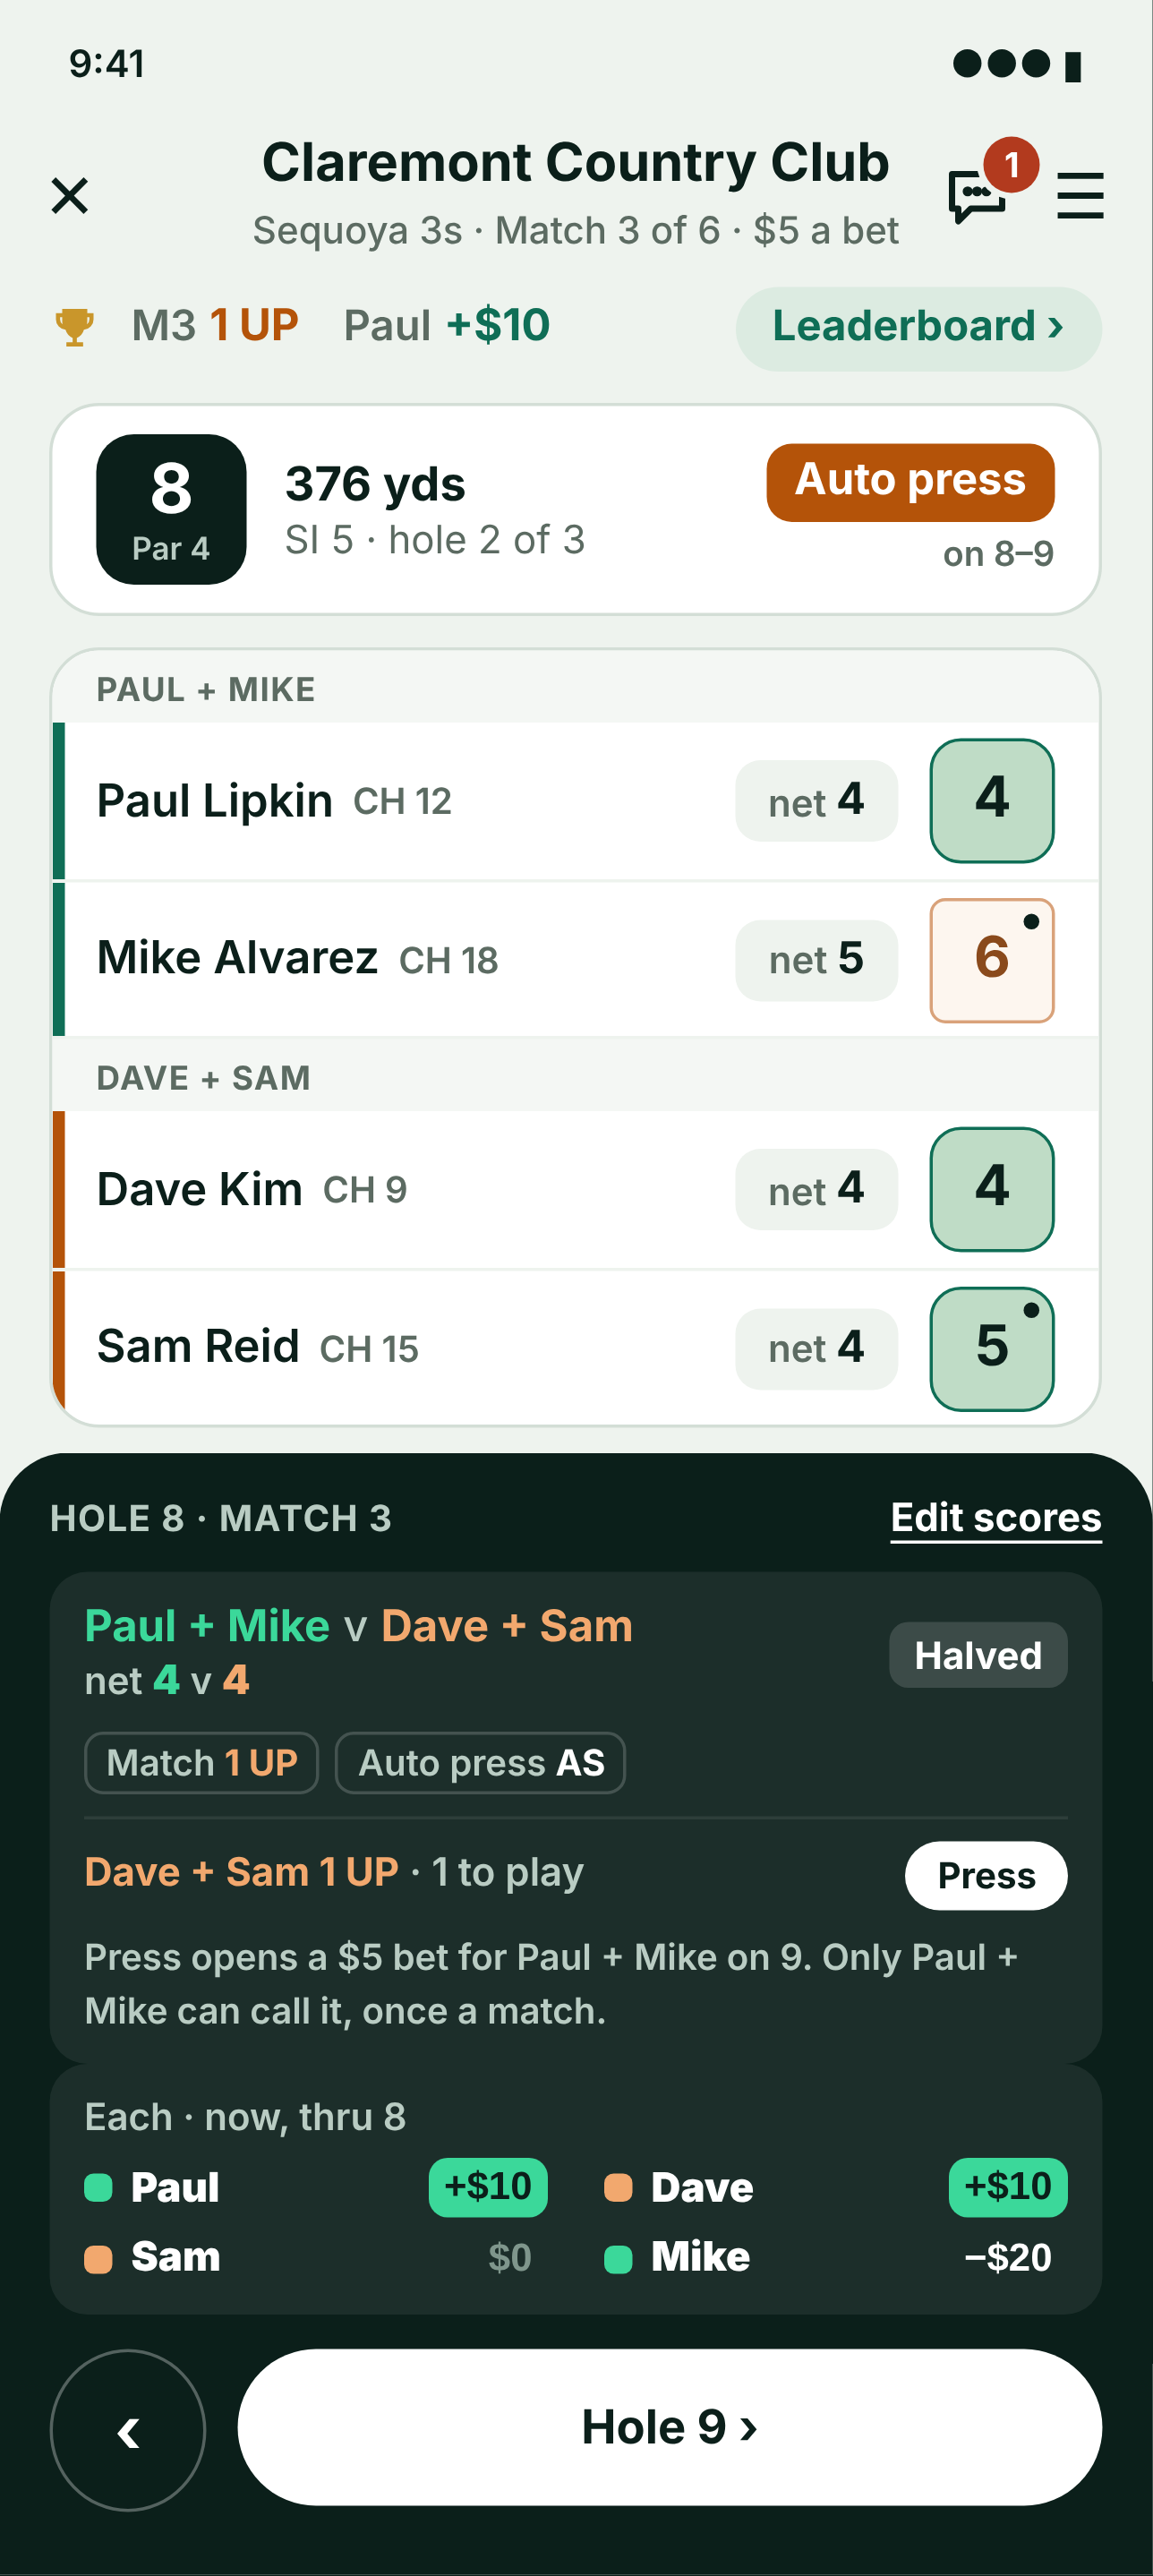 9:41
Claremont Country Club
1
Sequoya 3s · Match 3 of 6 · $5 a bet
M3 1 UP Paul +$10 Leaderboard ›
8
Par 4
376 yds
SI 5 · hole 2 of 3
Auto press
on 8–9
PAUL + MIKE
Paul Lipkin CH 12 net 4 4
Mike Alvarez CH 18 net 5 6
DAVE + SAM
Dave Kim CH 9 net 4 4
Sam Reid CH 15 net 4 5
HOLE 8 · MATCH 3 Edit scores
Paul + Mike v Dave + Sam
net 4 v 4
Halved
Match 1 UP Auto press AS
Dave + Sam 1 UP · 1 to play Press
Press opens a $5 bet for Paul + Mike on 9. Only Paul +
Mike can call it, once a match.
Each · now, thru 8
Paul +$10 Dave +$10
Sam $0 Mike −$20
‹ Hole 9 ›